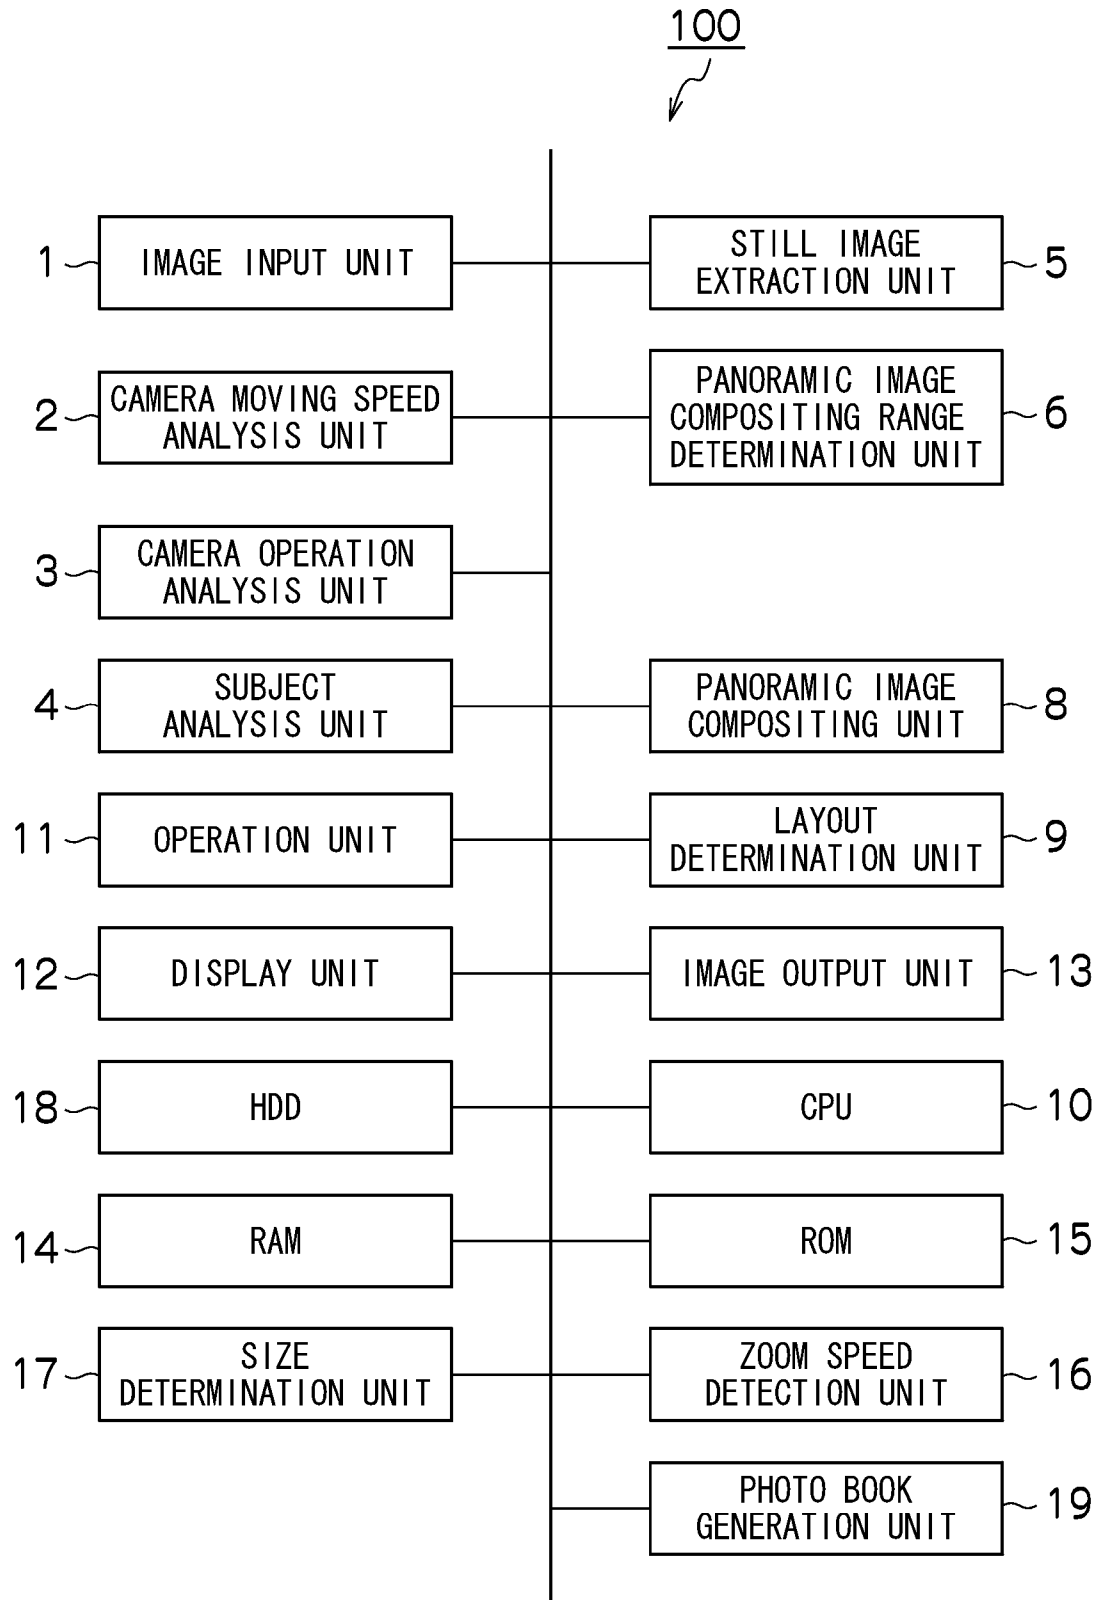 100
1
IMAGE INPUT UNIT
STILL IMAGE
EXTRACTION UNIT
5
2
CAMERA MOVING SPEED
ANALYSIS UNIT
PANORAMIC IMAGE
COMPOSITING RANGE
DETERMINATION UNIT
6
3
CAMERA OPERATION
ANALYSIS UNIT
4
SUBJECT
ANALYSIS UNIT
PANORAMIC IMAGE
COMPOSITING UNIT
8
11
OPERATION UNIT
LAYOUT
DETERMINATION UNIT
9
12
DISPLAY UNIT
IMAGE OUTPUT UNIT
13
18
HDD
CPU
10
14
RAM
ROM
15
17
SIZE
DETERMINATION UNIT
ZOOM SPEED
DETECTION UNIT
16
PHOTO BOOK
GENERATION UNIT
19